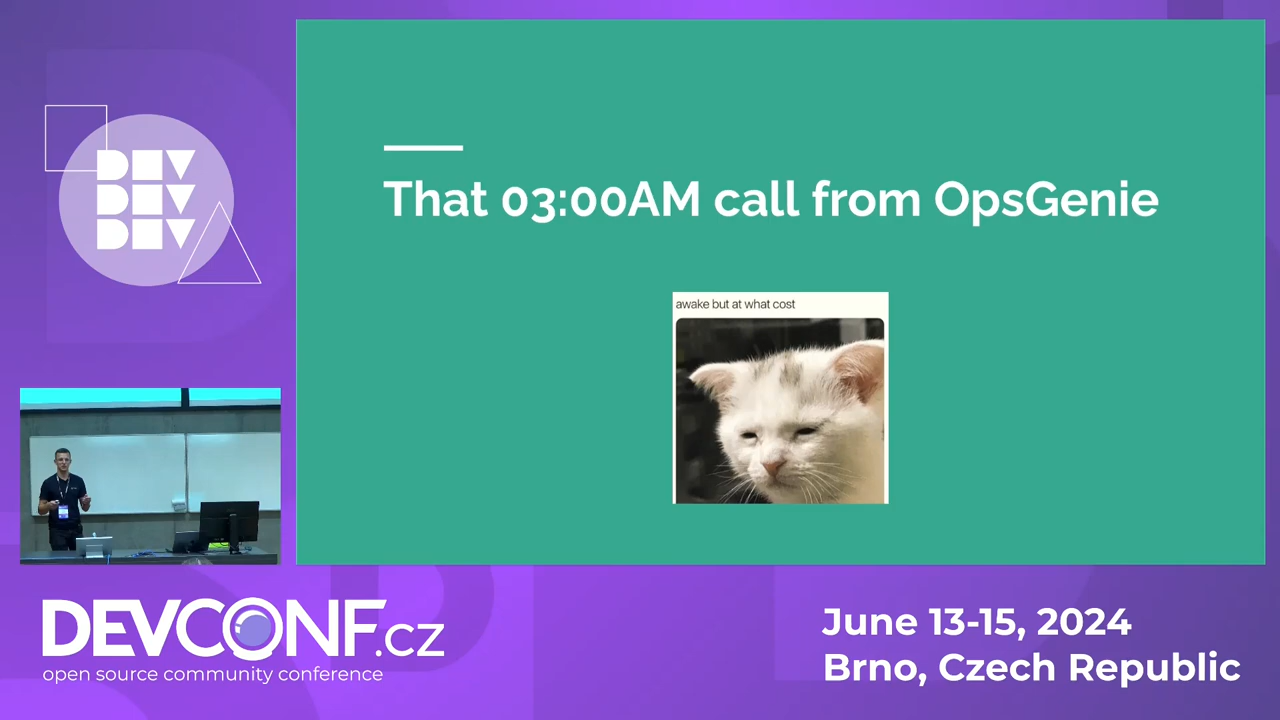 DEV
DEV
DEV
That 03:00AM call from OpsGenie
awake but at what cost
DEVCONF.cz
open source community conference
June 13-15, 2024
Brno, Czech Republic